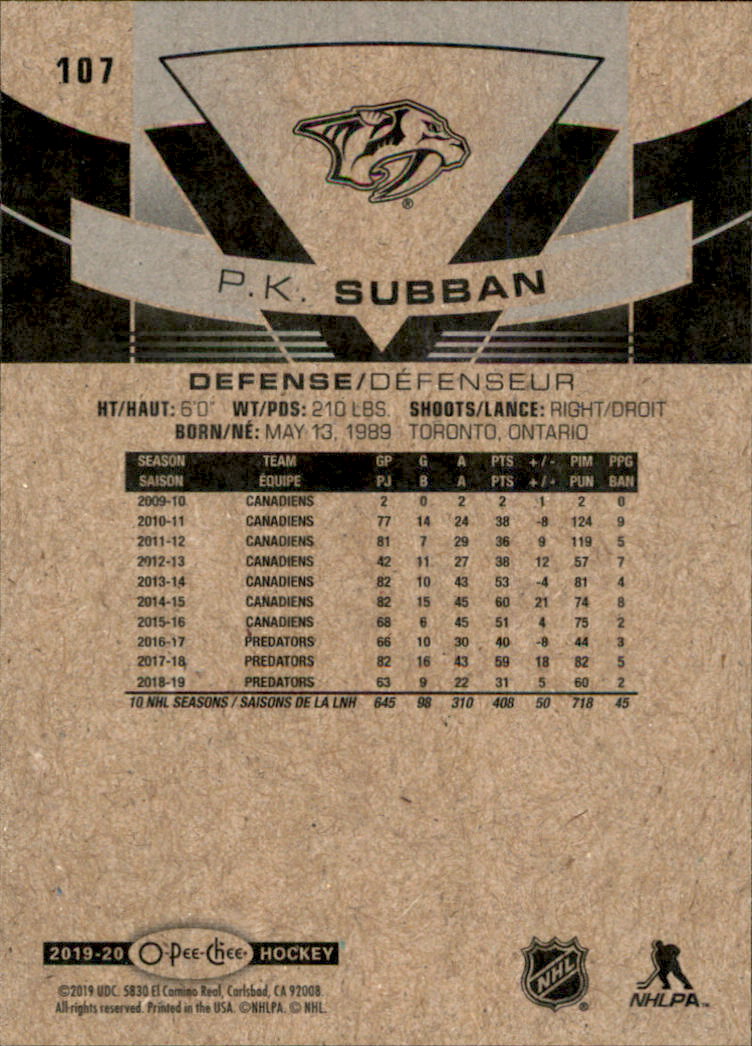 107
®
P.K. SUBBAN
DEFENSE/DÉFENSEUR
HT/HAUT: 6'0" WT/PDS: 210 LBS. SHOOTS/LANCE: RIGHT/DROIT
BORN/NÉ: MAY 13, 1989 TORONTO, ONTARIO
SEASON TEAM GP G A PTS +/- PIM PPG
SAISON ÉQUIPE PJ B A PTS +/- PUN BAN
2009-10 CANADIENS 2 0 2 2 1 2 0
2010-11 CANADIENS 77 14 24 38 -8 124 9
2011-12 CANADIENS 81 7 29 36 9 119 5
2012-13 CANADIENS 42 11 27 38 12 57 7
2013-14 CANADIENS 82 10 43 53 -4 81 4
2014-15 CANADIENS 82 15 45 60 21 74 8
2015-16 CANADIENS 68 6 45 51 4 75 2
2016-17 PREDATORS 66 10 30 40 -8 44 3
2017-18 PREDATORS 82 16 43 59 18 82 5
2018-19 PREDATORS 63 9 22 31 5 60 2
10 NHL SEASONS / SAISONS DE LA LNH 645 98 310 408 50 718 45
2019-20 O-Pee-Chee® HOCKEY
©2019 UDC. 5830 El Camino Real, Carlsbad, CA 92008.
All rights reserved. Printed in the USA. ©NHLPA. © NHL.
NHL ®
NHLPA™